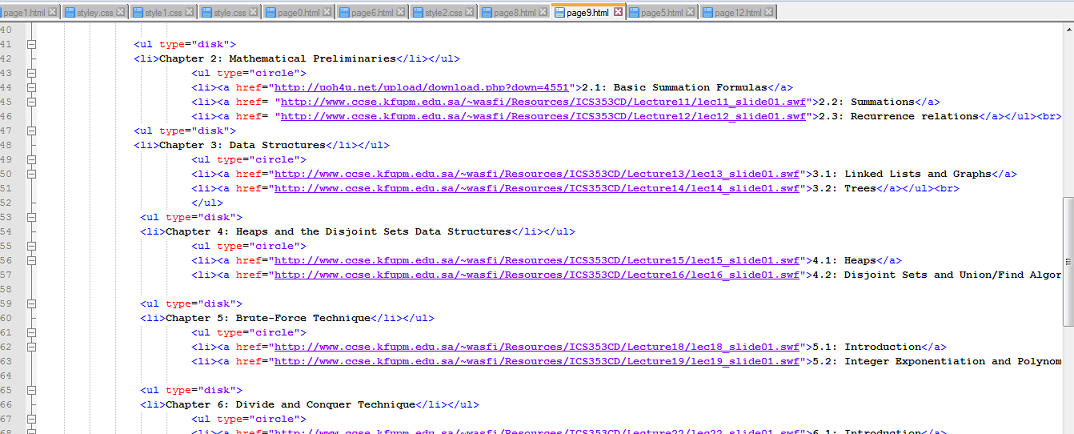 page1.html styley.css style1.css style.css page0.html page6.html style2.css page8.html page9.html page5.html page12.html
40
41 <ul type="disk">
42 <li>Chapter 2: Mathematical Preliminaries</li></ul>
43 <ul type="circle">
44 <li><a href="http://uoh4u.net/upload/download.php?down=4551">2.1: Basic Summation Formulas</a>
45 <li><a href= "http://www.ccse.kfupm.edu.sa/~wasfi/Resources/ICS353CD/Lecture11/lec11_slide01.swf">2.2: Summations</a>
46 <li><a href= "http://www.ccse.kfupm.edu.sa/~wasfi/Resources/ICS353CD/Lecture12/lec12_slide01.swf">2.3: Recurrence relations</a></ul><br>
47 <ul type="disk">
48 <li>Chapter 3: Data Structures</li></ul>
49 <ul type="circle">
50 <li><a href="http://www.ccse.kfupm.edu.sa/~wasfi/Resources/ICS353CD/Lecture13/lec13_slide01.swf">3.1: Linked Lists and Graphs</a>
51 <li><a href="http://www.ccse.kfupm.edu.sa/~wasfi/Resources/ICS353CD/Lecture14/lec14_slide01.swf">3.2: Trees</a></ul><br>
52 </ul>
53 <ul type="disk">
54 <li>Chapter 4: Heaps and the Disjoint Sets Data Structures</li></ul>
55 <ul type="circle">
56 <li><a href="http://www.ccse.kfupm.edu.sa/~wasfi/Resources/ICS353CD/Lecture15/lec15_slide01.swf">4.1: Heaps</a>
57 <li><a href="http://www.ccse.kfupm.edu.sa/~wasfi/Resources/ICS353CD/Lecture16/lec16_slide01.swf">4.2: Disjoint Sets and Union/Find Algor
58
59 <ul type="disk">
60 <li>Chapter 5: Brute-Force Technique</li></ul>
61 <ul type="circle">
62 <li><a href="http://www.ccse.kfupm.edu.sa/~wasfi/Resources/ICS353CD/Lecture18/lec18_slide01.swf">5.1: Introduction</a>
63 <li><a href="http://www.ccse.kfupm.edu.sa/~wasfi/Resources/ICS353CD/Lecture19/lec19_slide01.swf">5.2: Integer Exponentiation and Polynom
64
65 <ul type="disk">
66 <li>Chapter 6: Divide and Conquer Technique</li></ul>
67 <ul type="circle">
68 <li><a href="http://www.ccse.kfupm.edu.sa/~wasfi/Resources/ICS353CD/Lecture22/lec22_slide01.swf">6.1: Introduction</a>